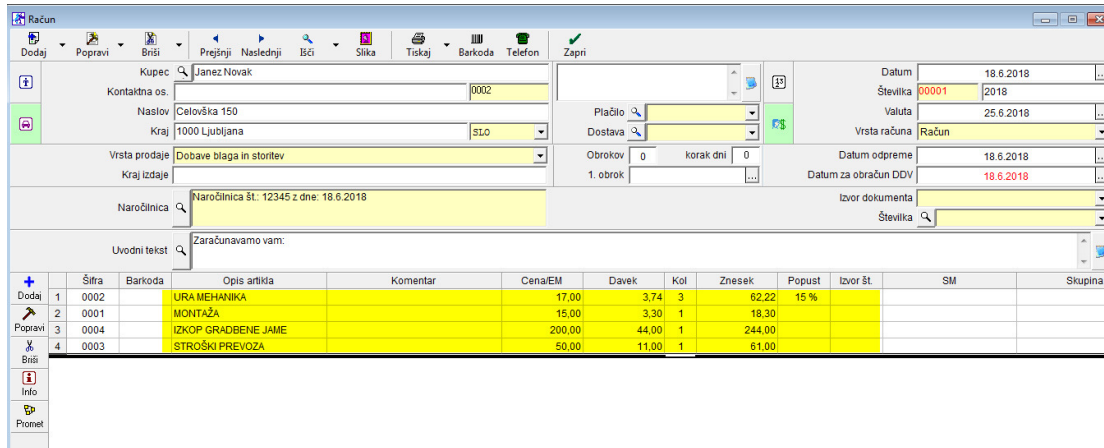 Račun
Dodaj Popravi Briši Prejšnji Naslednji Išči Slika Tiskaj Barkoda Telefon Zapri
Kupec Janez Novak Datum 18.6.2018
Kontaktna os. 0002 Številka 00001 2018
Naslov Celovška 150 Plačilo Valuta 25.6.2018
Kraj 1000 Ljubljana SLO Dostava Vrsta računa Račun
Vrsta prodaje Dobave blaga in storitev Obrokov 0 korak dni 0 Datum odpreme 18.6.2018
Kraj izdaje 1. obrok Datum za obračun DDV 18.6.2018
Naročilnica Naročilnica št.: 12345 z dne: 18.6.2018 Izvor dokumenta
Številka
Uvodni tekst Zaračunavamo vam:
Šifra Barkoda Opis artikla Komentar Cena/EM Davek Kol Znesek Popust Izvor št. SM Skupina
Dodaj 1 0002 URA MEHANIKA 17,00 3,74 3 62,22 15 %
2 0001 MONTAŽA 15,00 3,30 1 18,30
Popravi 3 0004 IZKOP GRADBENE JAME 200,00 44,00 1 244,00
4 0003 STROŠKI PREVOZA 50,00 11,00 1 61,00
Briši
Info
Promet